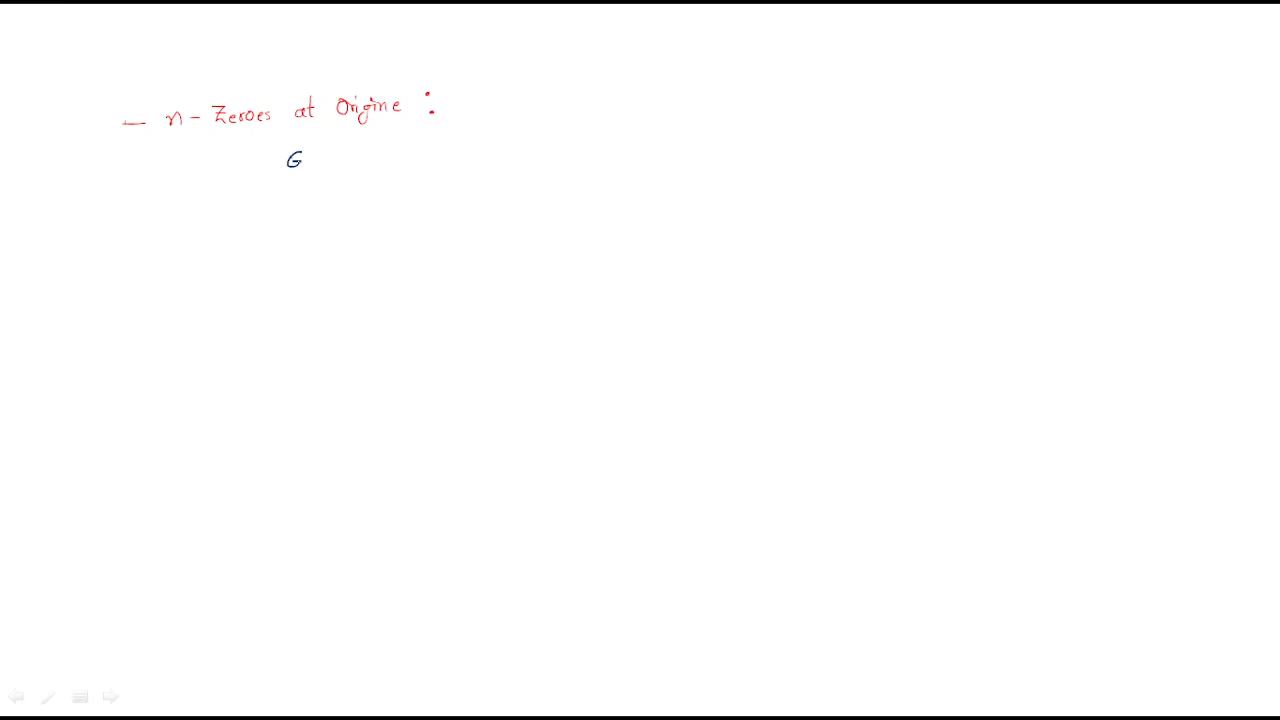 – n - Zeroes at Origine :
G